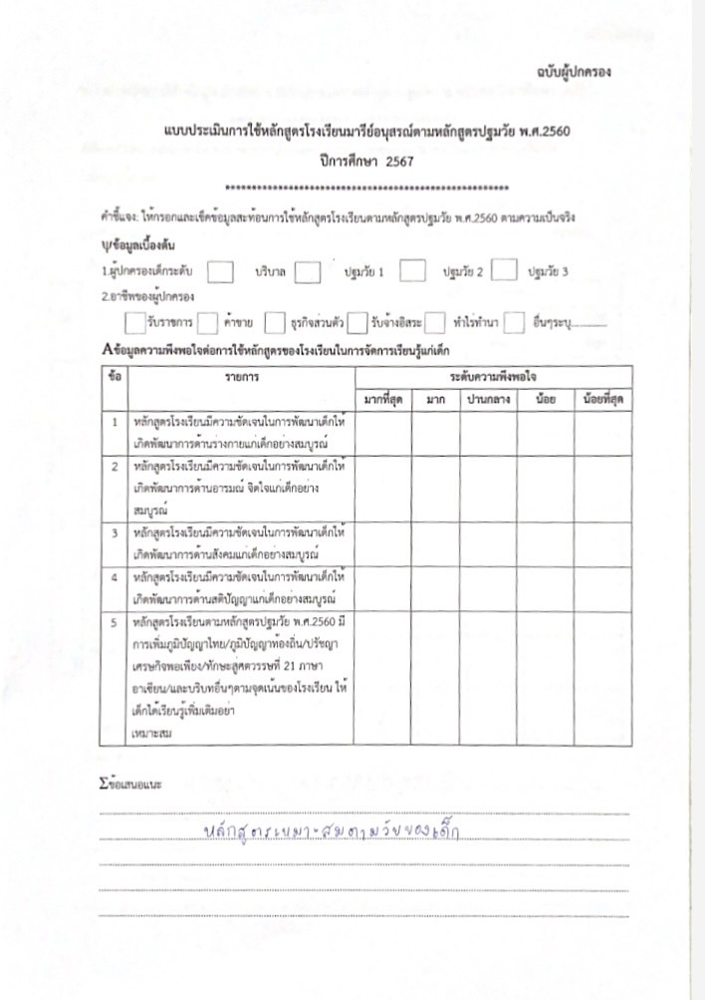 ฉบับผู้ปกครอง
แบบประเมินการใช้หลักสูตรโรงเรียนมารีย์อนุสรณ์ตามหลักสูตรปฐมวัย พ.ศ.2560
ปีการศึกษา 2567
********************************************************
คำชี้แจง: ให้กรอกและเช็คข้อมูลสะท้อนการใช้หลักสูตรโรงเรียนตามหลักสูตรปฐมวัย พ.ศ.2560 ตามความเป็นจริง
ψข้อมูลเบื้องต้น
1.ผู้ปกครองเด็กระดับ บริบาล ปฐมวัย 1 ปฐมวัย 2 ปฐมวัย 3
2.อาชีพของผู้ปกครอง
รับราชการ ค้าขาย ธุรกิจส่วนตัว รับจ้างอิสระ ทำไร่ทำนา อื่นๆระบุ............
Λข้อมูลความพึงพอใจต่อการใช้หลักสูตรของโรงเรียนในการจัดการเรียนรู้แก่เด็ก
ข้อ รายการ ระดับความพึงพอใจ
มากที่สุด มาก ปานกลาง น้อย น้อยที่สุด
1 หลักสูตรโรงเรียนมีความชัดเจนในการพัฒนาเด็กให้
เกิดพัฒนาการด้านร่างกายแก่เด็กอย่างสมบูรณ์
2 หลักสูตรโรงเรียนมีความชัดเจนในการพัฒนาเด็กให้
เกิดพัฒนาการด้านอารมณ์ จิตใจแก่เด็กอย่าง
สมบูรณ์
3 หลักสูตรโรงเรียนมีความชัดเจนในการพัฒนาเด็กให้
เกิดพัฒนาการด้านสังคมแก่เด็กอย่างสมบูรณ์
4 หลักสูตรโรงเรียนมีความชัดเจนในการพัฒนาเด็กให้
เกิดพัฒนาการด้านสติปัญญาแก่เด็กอย่างสมบูรณ์
5 หลักสูตรโรงเรียนตามหลักสูตรปฐมวัย พ.ศ.2560 มี
การเพิ่มภูมิปัญญาไทย/ภูมิปัญญาท้องถิ่น/ปรัชญา
เศรษฐกิจพอเพียง/ทักษะสู่ศตวรรษที่ 21 ภาษา
อาเซียน/และบริบทอื่นๆตามจุดเน้นของโรงเรียน ให้
เด็กได้เรียนรู้เพิ่มเติมอย่า
เหมาะสม
Σข้อเสนอแนะ
หลักสูตรเหมาะสมตามวัยของเด็ก